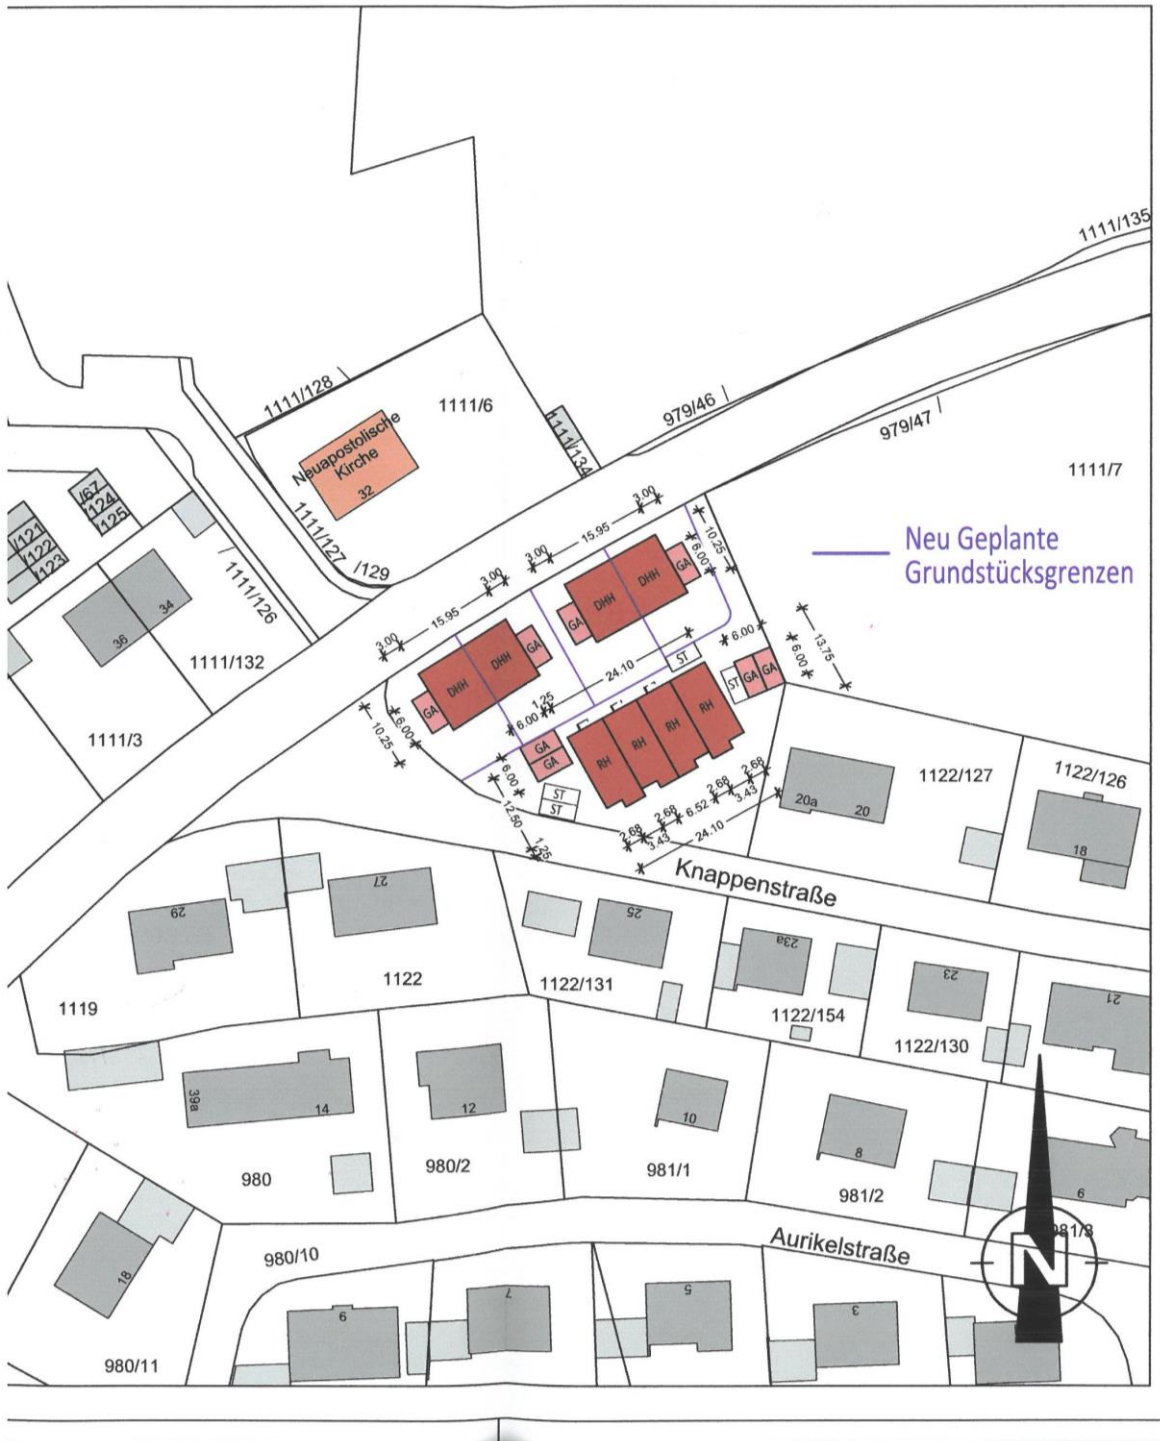 1111/135
1111/128
1111/6
979/46
979/47
1111/134
Neuapostolische
Kirche
32
1111/7
/67
/124
/125
/121
/122
/123
1111/127
/129
1111/126
34
36
1111/132
1111/3
Neu Geplante
Grundstücksgrenzen
3.00
15.95
3.00
3.00
15.95
3.00
10.25
6.00
GA
DHH
DHH
GA
GA
DHH
DHH
GA
6.00
10.25
ST
6.00
6.00
13.75
24.10
1.25
6.00
ST
GA
GA
GA
GA
RH
RH
RH
RH
6.00
12.50
1.25
ST
ST
2.68
3.43
2.68
6.52
2.68
3.43
2.68
24.10
Knappenstraße
1122/127
20a
20
1122/126
18
29
27
25
23a
23
21
1119
1122
1122/131
1122/154
1122/130
39a
14
12
10
8
6
980
980/2
981/1
981/2
981/3
980/10
Aurikelstraße
18
980/11
9
7
5
3
N